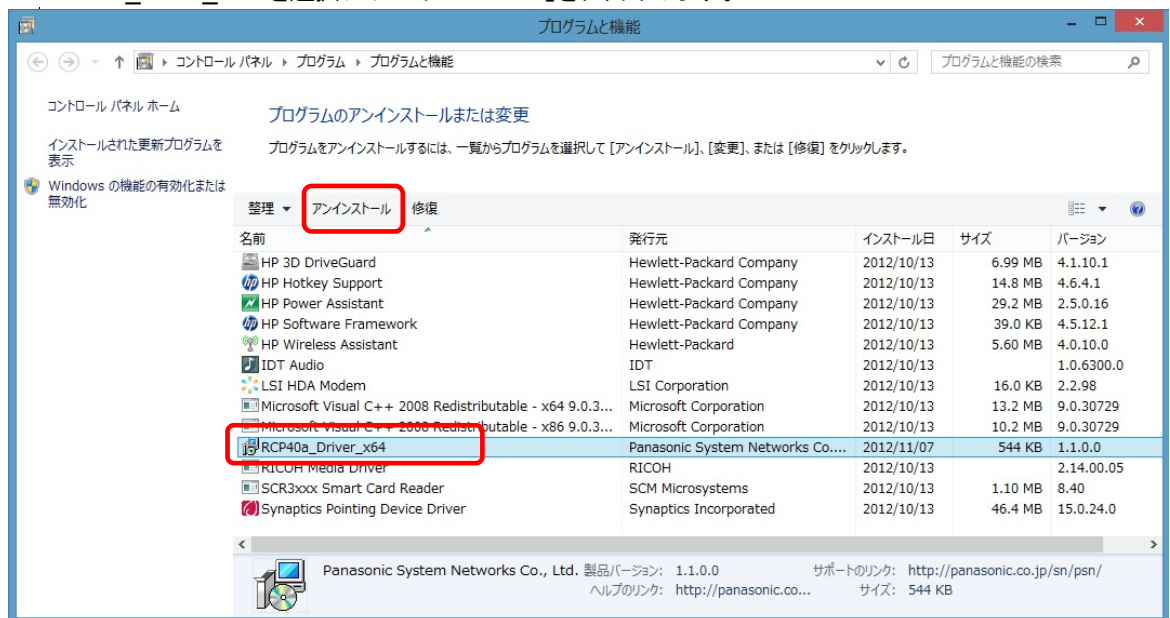 プログラムと機能
コントロール パネル ▸ プログラム ▸ プログラムと機能
プログラムと機能の検索
コントロール パネル ホーム
インストールされた更新プログラムを
表示
Windows の機能の有効化または
無効化
プログラムのアンインストールまたは変更
プログラムをアンインストールするには、一覧からプログラムを選択して [アンインストール]、[変更]、または [修復] をクリックします。
整理 ▼ アンインストール 修復
名前 発行元 インストール日 サイズ バージョン
HP 3D DriveGuard Hewlett-Packard Company 2012/10/13 6.99 MB 4.1.10.1
HP Hotkey Support Hewlett-Packard Company 2012/10/13 14.8 MB 4.6.4.1
HP Power Assistant Hewlett-Packard Company 2012/10/13 29.2 MB 2.5.0.16
HP Software Framework Hewlett-Packard Company 2012/10/13 39.0 KB 4.5.12.1
HP Wireless Assistant Hewlett-Packard 2012/10/13 5.60 MB 4.0.10.0
IDT Audio IDT 2012/10/13 1.0.6300.0
LSI HDA Modem LSI Corporation 2012/10/13 16.0 KB 2.2.98
Microsoft Visual C++ 2008 Redistributable - x64 9.0.3... Microsoft Corporation 2012/10/13 13.2 MB 9.0.30729
Microsoft Visual C++ 2008 Redistributable - x86 9.0.3... Microsoft Corporation 2012/10/13 10.2 MB 9.0.30729
RCP40a_Driver_x64 Panasonic System Networks Co.... 2012/11/07 544 KB 1.1.0.0
RICOH Media Driver RICOH 2012/10/13 2.14.00.05
SCR3xxx Smart Card Reader SCM Microsystems 2012/10/13 1.10 MB 8.40
Synaptics Pointing Device Driver Synaptics Incorporated 2012/10/13 46.4 MB 15.0.24.0
Panasonic System Networks Co., Ltd. 製品バージョン: 1.1.0.0 サポートのリンク: http://panasonic.co.jp/sn/psn/
ヘルプのリンク: http://panasonic.co... サイズ: 544 KB